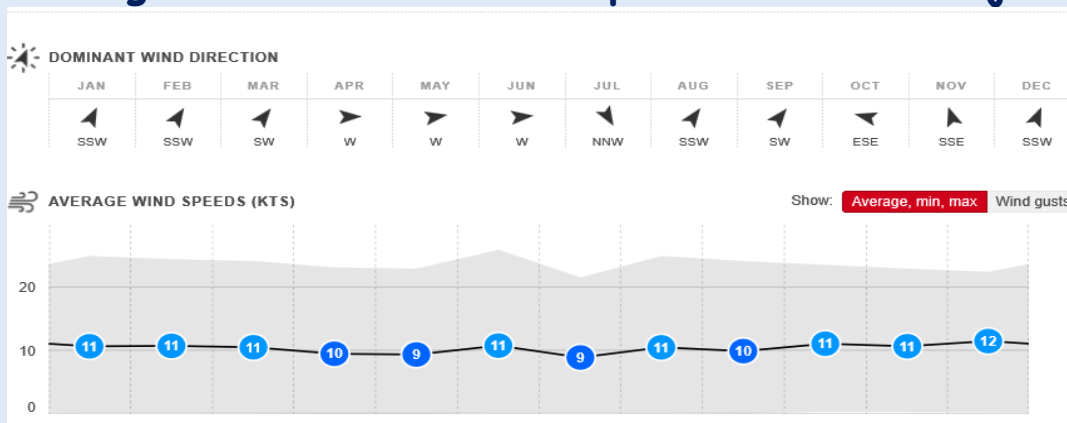 DOMINANT WIND DIRECTION
JAN FEB MAR APR MAY JUN JUL AUG SEP OCT NOV DEC
SSW SSW SW W W W NNW SSW SW ESE SSE SSW
AVERAGE WIND SPEEDS (KTS) Show: Average, min, max Wind gusts
20
11 11 11 10 9 11 9 11 10 11 11 12
10
0